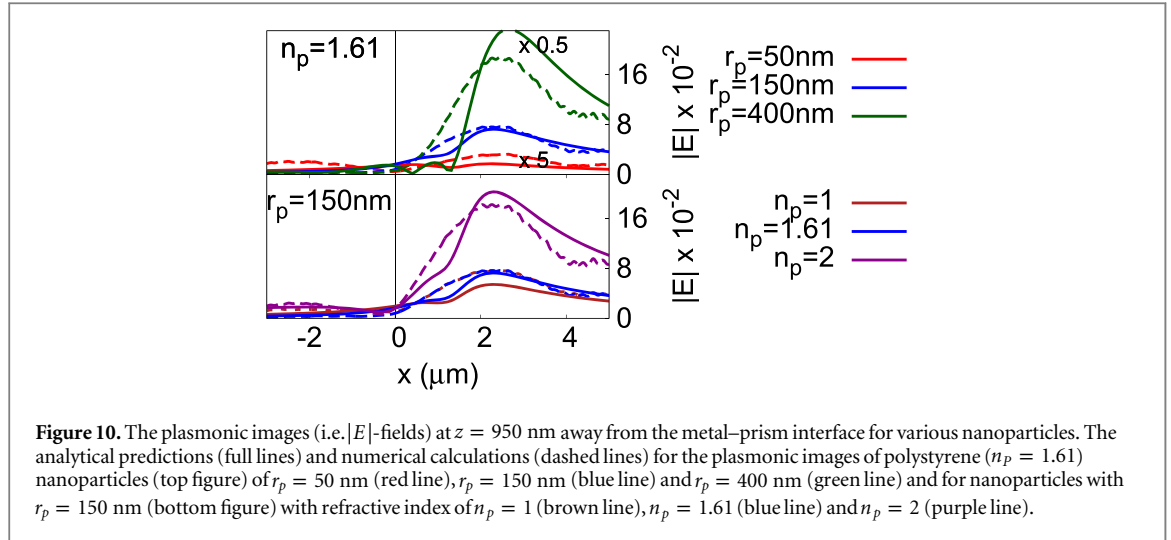 n_p=1.61
x 0.5
x 5
16
8
0
|E| x 10^-2
r_p=50nm
r_p=150nm
r_p=400nm
r_p=150nm
16
8
0
|E| x 10^-2
n_p=1
n_p=1.61
n_p=2
-2 0 2 4
x (μm)
Figure 10. The plasmonic images (i.e.|E|-fields) at z = 950 nm away from the metal–prism interface for various nanoparticles. The
analytical predictions (full lines) and numerical calculations (dashed lines) for the plasmonic images of polystyrene (n_P = 1.61)
nanoparticles (top figure) of r_p = 50 nm (red line), r_p = 150 nm (blue line) and r_p = 400 nm (green line) and for nanoparticles with
r_p = 150 nm (bottom figure) with refractive index of n_p = 1 (brown line), n_p = 1.61 (blue line) and n_p = 2 (purple line).